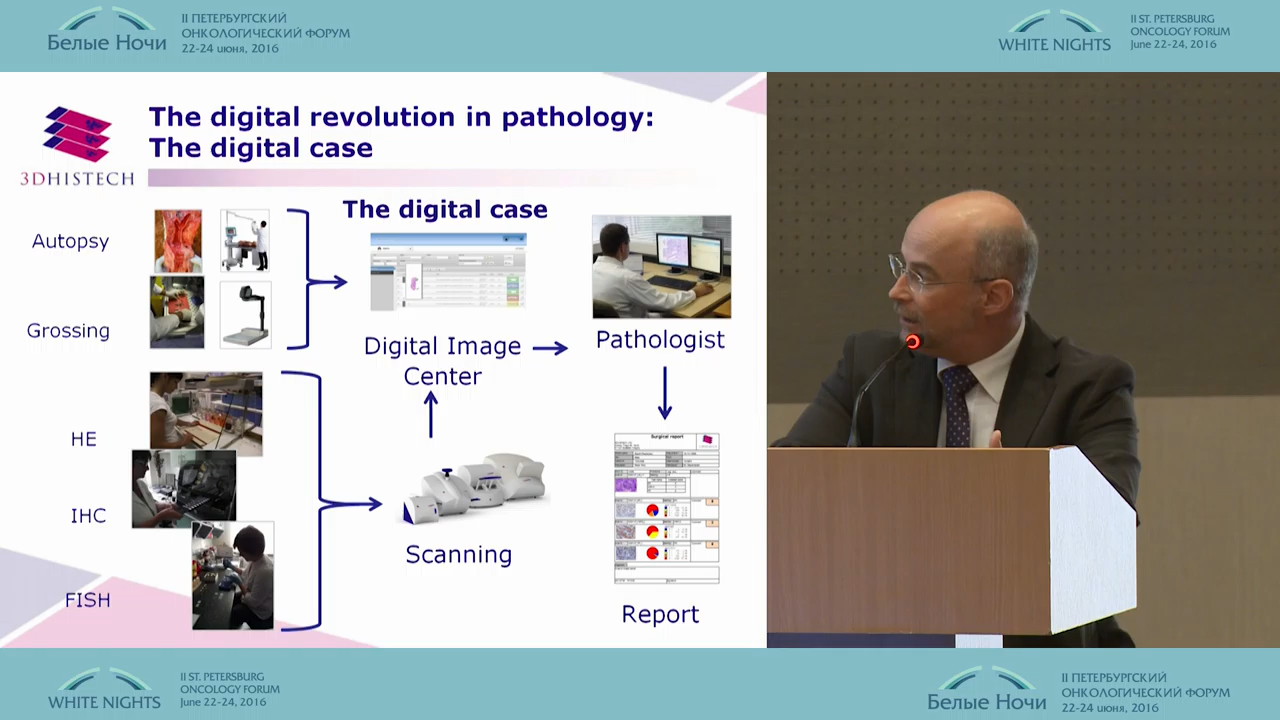 Белые Ночи
II ПЕТЕРБУРГСКИЙ
ОНКОЛОГИЧЕСКИЙ ФОРУМ
22-24 июня, 2016
WHITE NIGHTS
II ST. PETERSBURG
ONCOLOGY FORUM
June 22-24, 2016
3DHISTECH
The digital revolution in pathology:
The digital case
The digital case
Autopsy
Grossing
Digital Image
Center
Pathologist
HE
IHC
FISH
Scanning
Surgical report
Report
WHITE NIGHTS
II ST. PETERSBURG
ONCOLOGY FORUM
June 22-24, 2016
Белые Ночи
II ПЕТЕРБУРГСКИЙ
ОНКОЛОГИЧЕСКИЙ ФОРУМ
22-24 июня, 2016